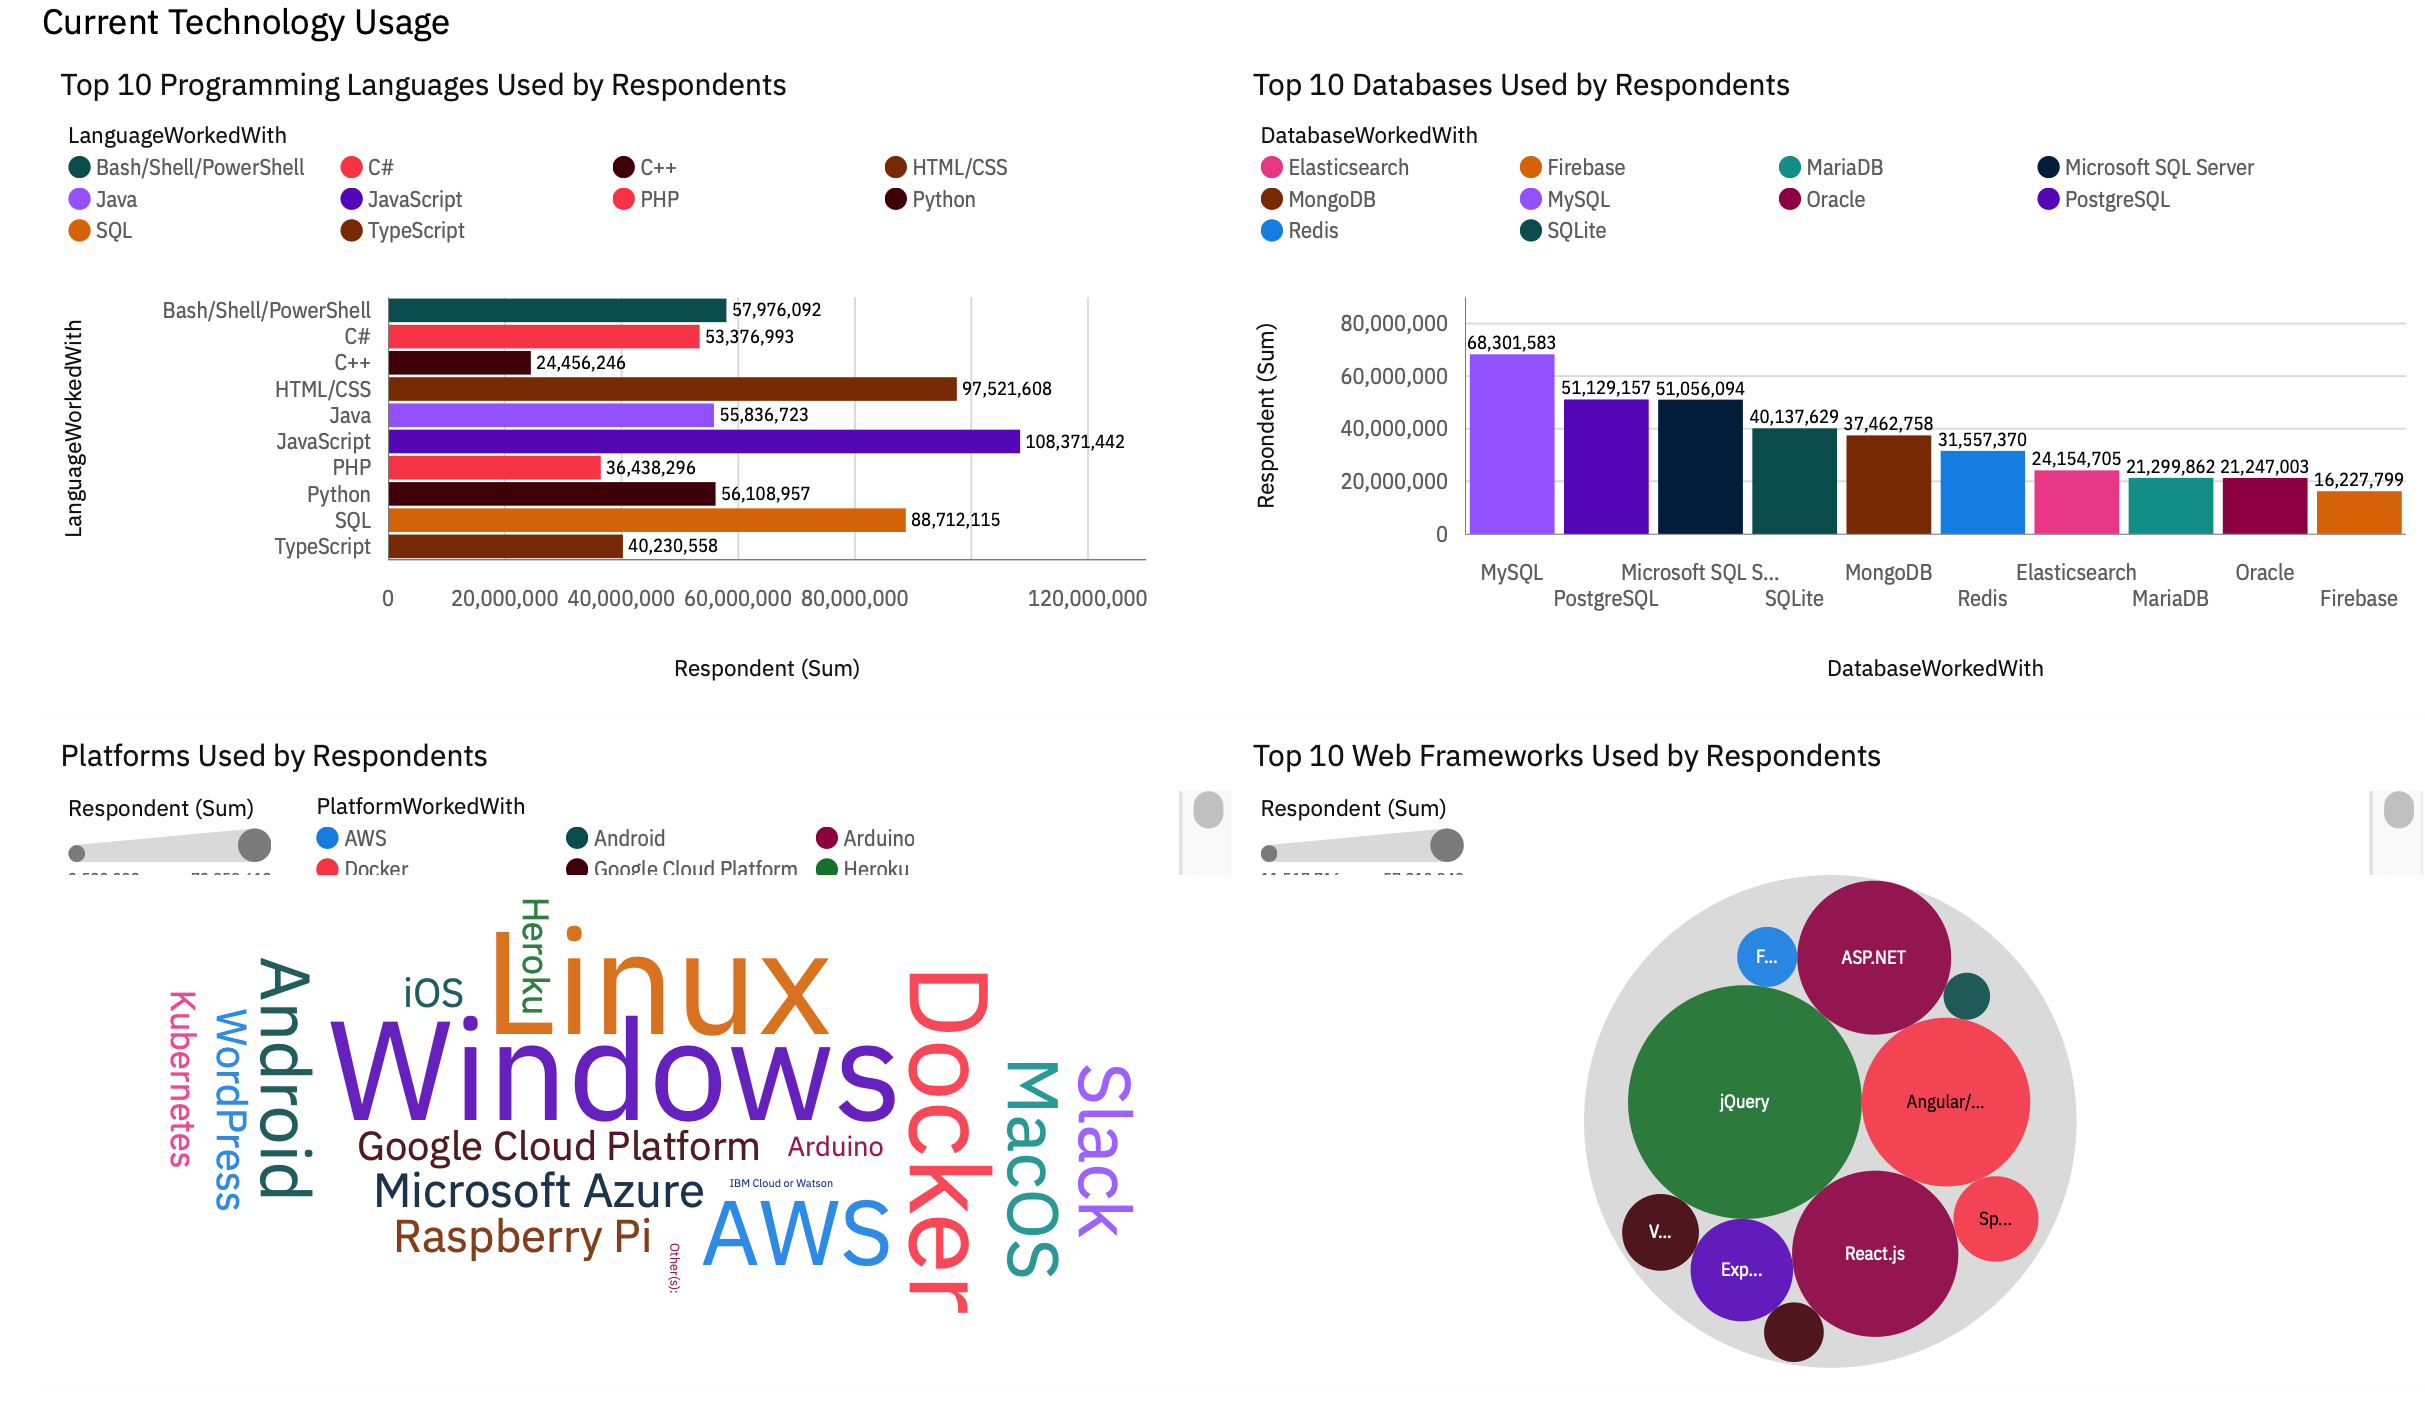 Current Technology Usage
Top 10 Programming Languages Used by Respondents
LanguageWorkedWith
Bash/Shell/PowerShell C# C++ HTML/CSS
Java JavaScript PHP Python
SQL TypeScript
LanguageWorkedWith
Bash/Shell/PowerShell 57,976,092
C# 53,376,993
C++ 24,456,246
HTML/CSS 97,521,608
Java 55,836,723
JavaScript 108,371,442
PHP 36,438,296
Python 56,108,957
SQL 88,712,115
TypeScript 40,230,558
0 20,000,000 40,000,000 60,000,000 80,000,000 120,000,000
Respondent (Sum)
Top 10 Databases Used by Respondents
DatabaseWorkedWith
Elasticsearch Firebase MariaDB Microsoft SQL Server
MongoDB MySQL Oracle PostgreSQL
Redis SQLite
Respondent (Sum)
80,000,000
60,000,000
40,000,000
20,000,000
0
68,301,583
51,129,157 51,056,094
40,137,629
37,462,758
31,557,370
24,154,705
21,299,862 21,247,003
16,227,799
MySQL Microsoft SQL S... MongoDB Elasticsearch Oracle
PostgreSQL SQLite Redis MariaDB Firebase
DatabaseWorkedWith
Platforms Used by Respondents
Respondent (Sum)
PlatformWorkedWith
AWS Android Arduino
Docker Google Cloud Platform Heroku
Kubernetes
WordPress
Android
iOS
Heroku
Linux
Windows
Google Cloud Platform
Arduino
Microsoft Azure
IBM Cloud or Watson
Raspberry Pi
Other(s):
AWS
Docker
MacOS
Slack
Top 10 Web Frameworks Used by Respondents
Respondent (Sum)
F...
ASP.NET
jQuery
Angular/...
V...
Exp...
React.js
Sp...